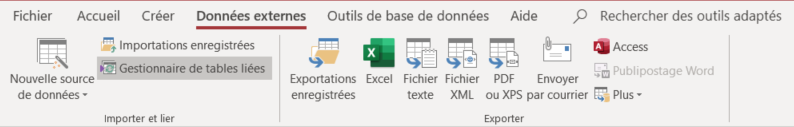 Fichier Accueil Créer Données externes Outils de base de données Aide Rechercher des outils adaptés
Nouvelle source
de données
Importations enregistrées
Gestionnaire de tables liées
Importer et lier
Exportations
enregistrées
Excel
Fichier
texte
Fichier
XML
PDF
ou XPS
Envoyer
par courrier
Access
Publipostage Word
Plus
Exporter